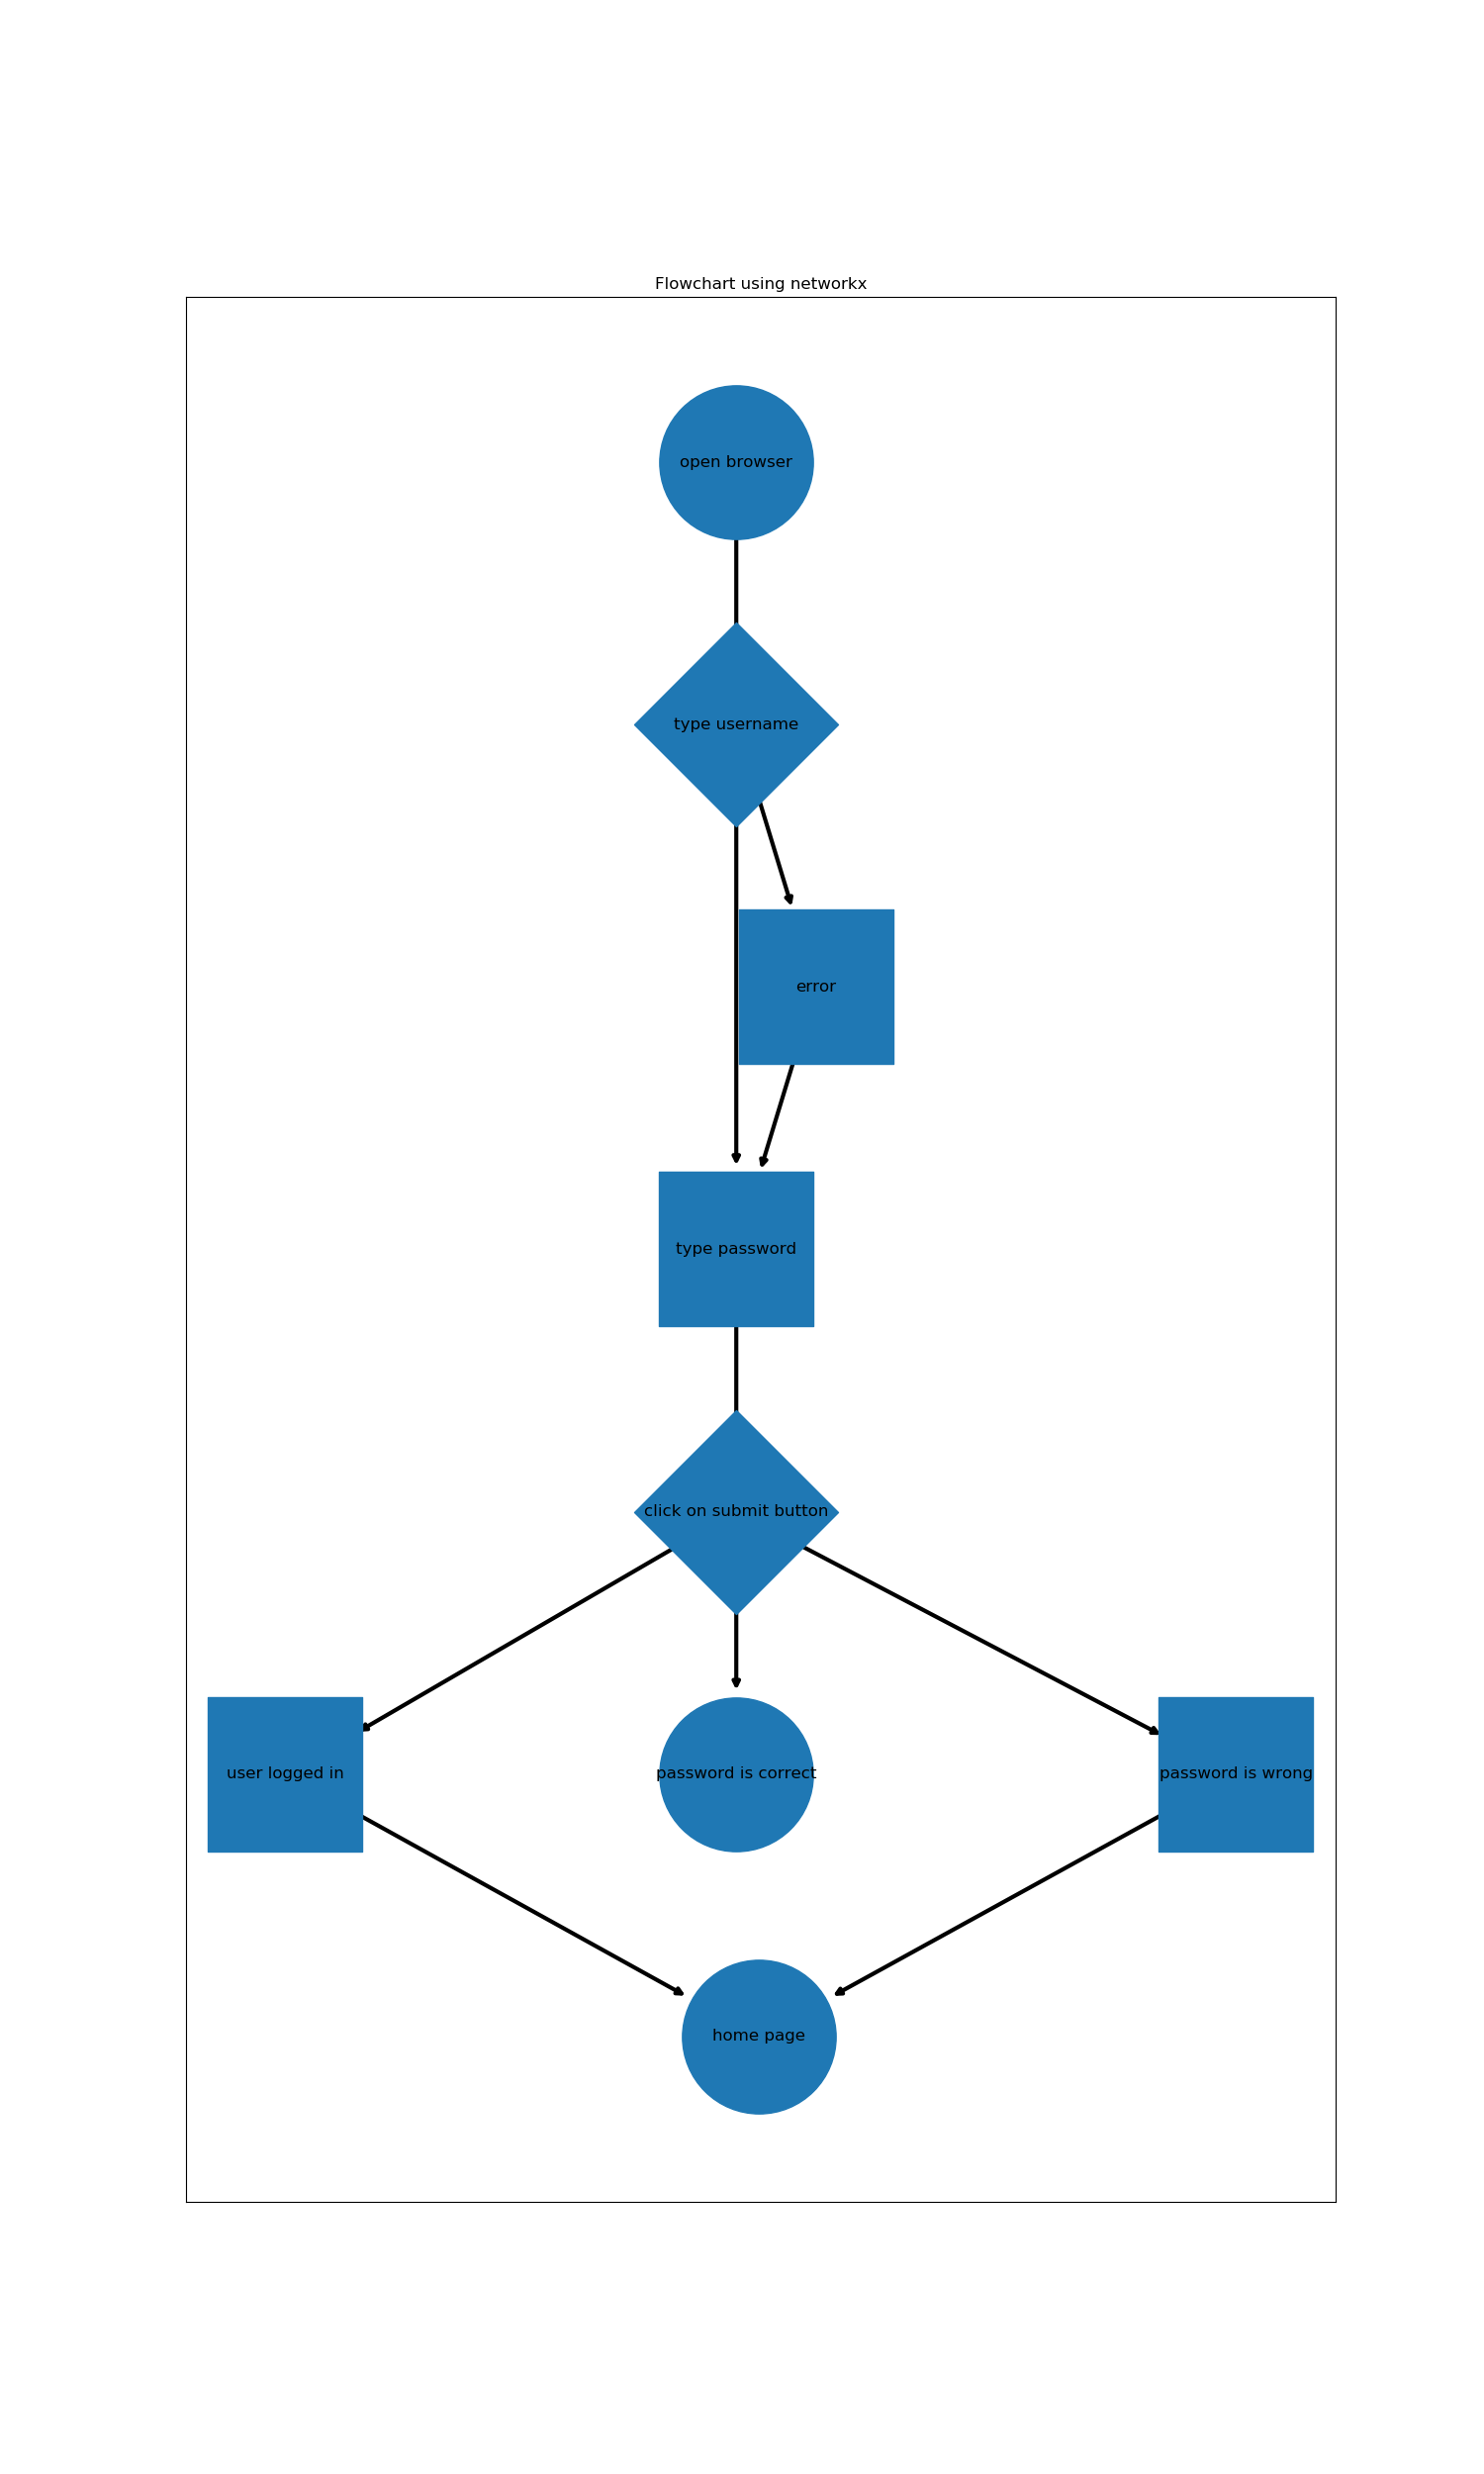 Flowchart using networkx
open browser
type username
error
type password
click on submit button
user logged in
password is correct
password is wrong
home page